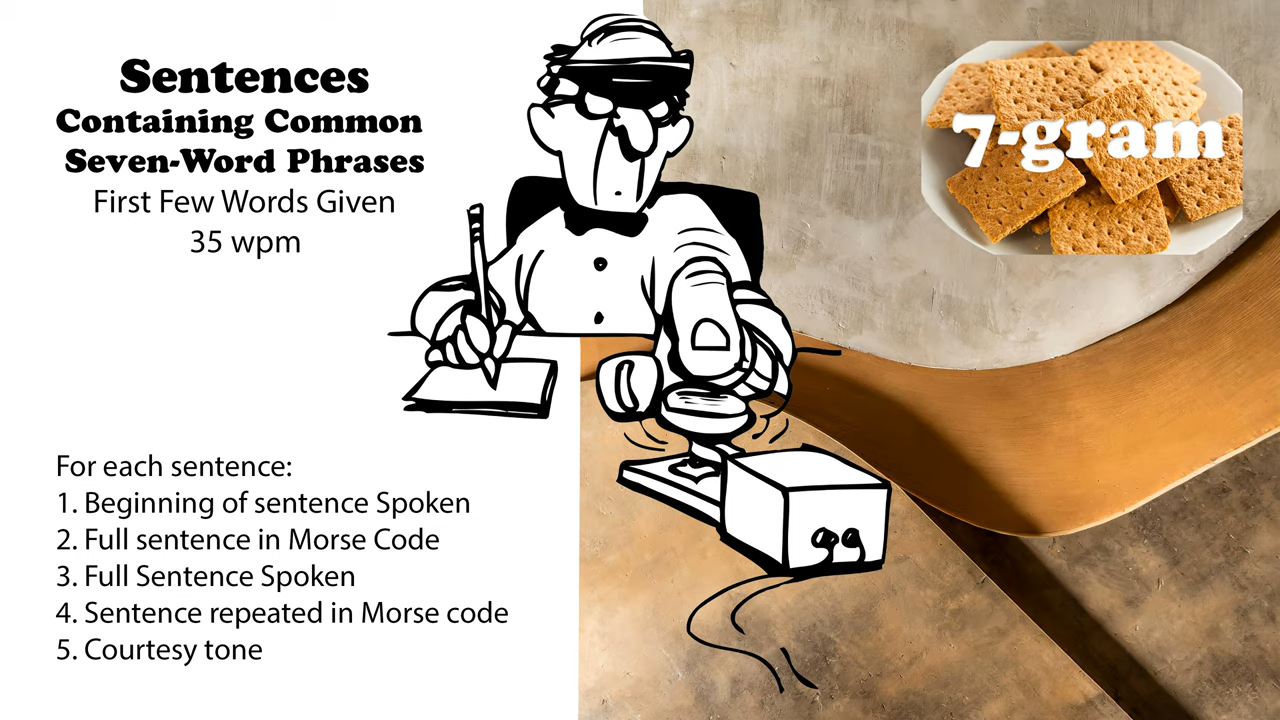 Sentences
Containing Common
Seven-Word Phrases
First Few Words Given
35 wpm
7-gram
For each sentence:
1. Beginning of sentence Spoken
2. Full sentence in Morse Code
3. Full Sentence Spoken
4. Sentence repeated in Morse code
5. Courtesy tone